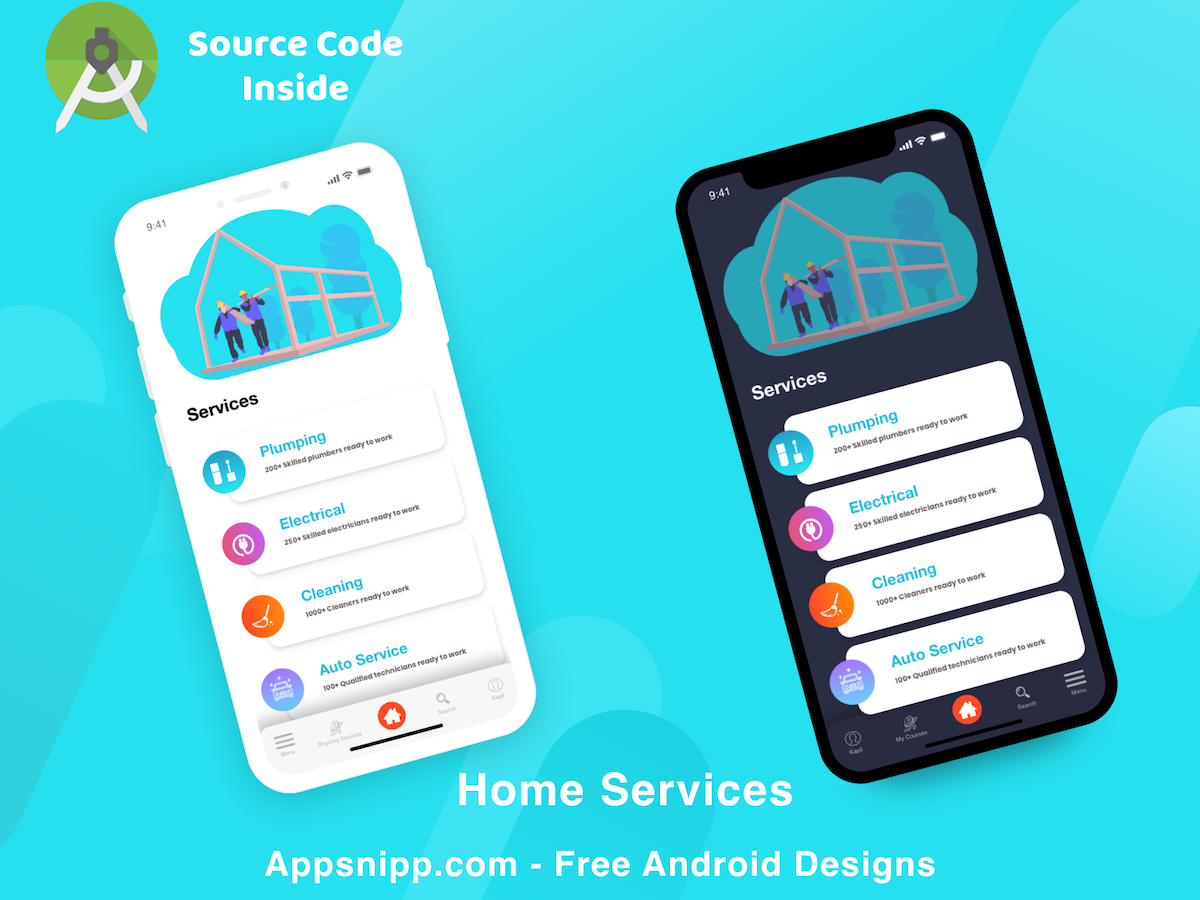 Source Code
Inside
9:41
Services
Plumping
200+ Skilled plumbers ready to work
Electrical
250+ Skilled electricians ready to work
Cleaning
1000+ Cleaners ready to work
Auto Service
100+ Qualified technicians ready to work
Menu
Ongoing Services
Search
Kapil
9:41
Services
Plumping
200+ Skilled plumbers ready to work
Electrical
250+ Skilled electricians ready to work
Cleaning
1000+ Cleaners ready to work
Auto Service
100+ Qualified technicians ready to work
Kapil
My Courses
Search
Menu
Home Services
Appsnipp.com - Free Android Designs